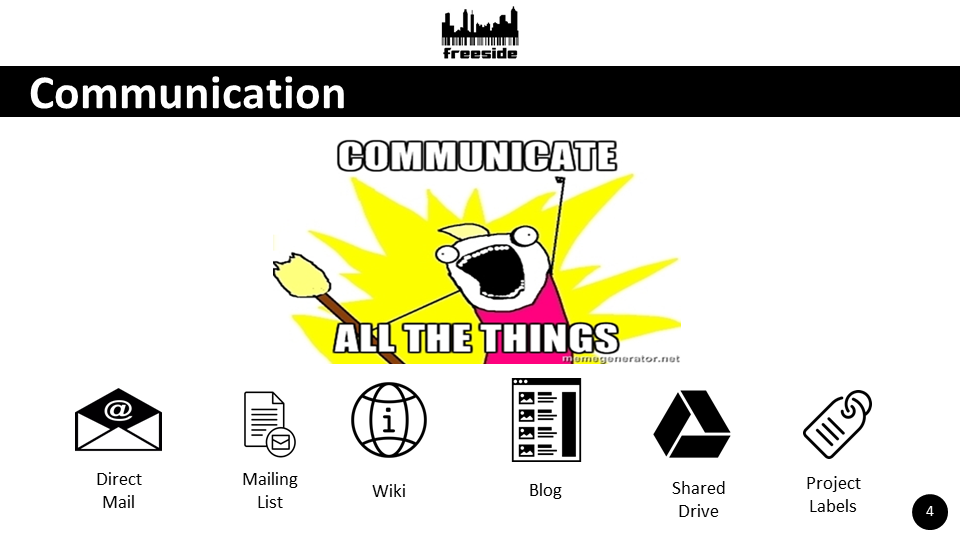 freeside
Communication
COMMUNICATE
ALL THE THINGS
memegenerator.net
@
i
Direct
Mail
Mailing
List
Wiki
Blog
Shared
Drive
Project
Labels
4